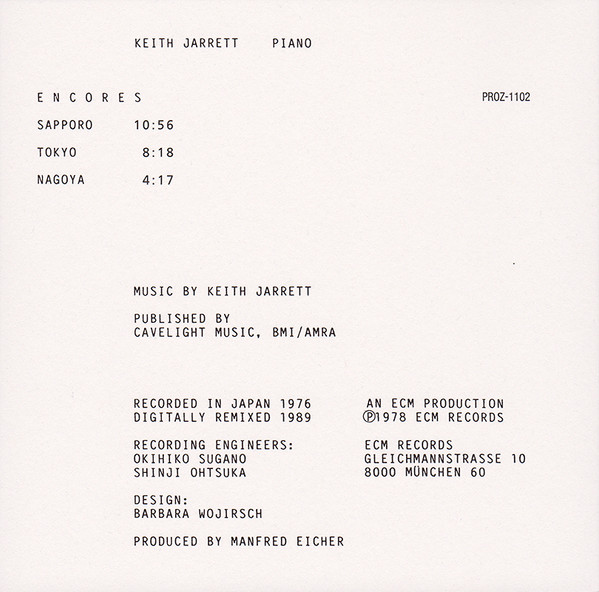 KEITH JARRETT PIANO
ENCORES PROZ-1102
SAPPORO 10:56
TOKYO 8:18
NAGOYA 4:17
MUSIC BY KEITH JARRETT
PUBLISHED BY
CAVELIGHT MUSIC, BMI/AMRA
RECORDED IN JAPAN 1976
DIGITALLY REMIXED 1989
RECORDING ENGINEERS:
OKIHIKO SUGANO
SHINJI OHTSUKA
DESIGN:
BARBARA WOJIRSCH
PRODUCED BY MANFRED EICHER
AN ECM PRODUCTION
℗1978 ECM RECORDS
ECM RECORDS
GLEICHMANNSTRASSE 10
8000 MÜNCHEN 60